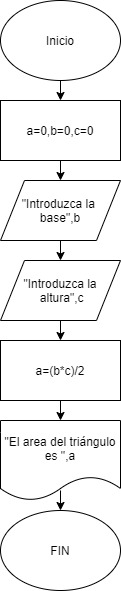 Inicio
a=0,b=0,c=0
"Introduzca la
base",b
"Introduzca la
altura",c
a=(b*c)/2
"El area del triángulo
es ",a
FIN